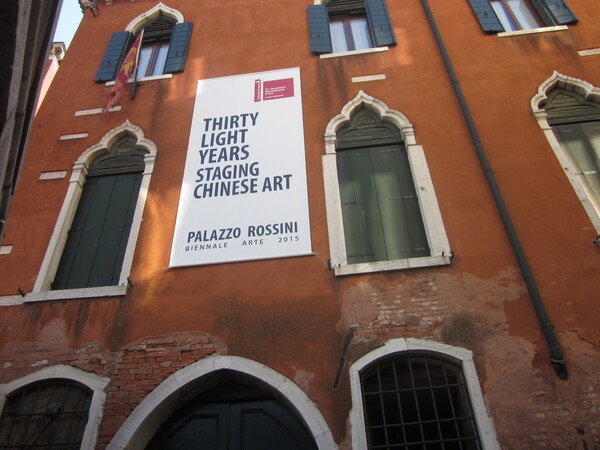 THIRTY
LIGHT
YEARS
STAGING
CHINESE ART
PALAZZO ROSSINI
BIENNALE ARTE 2015